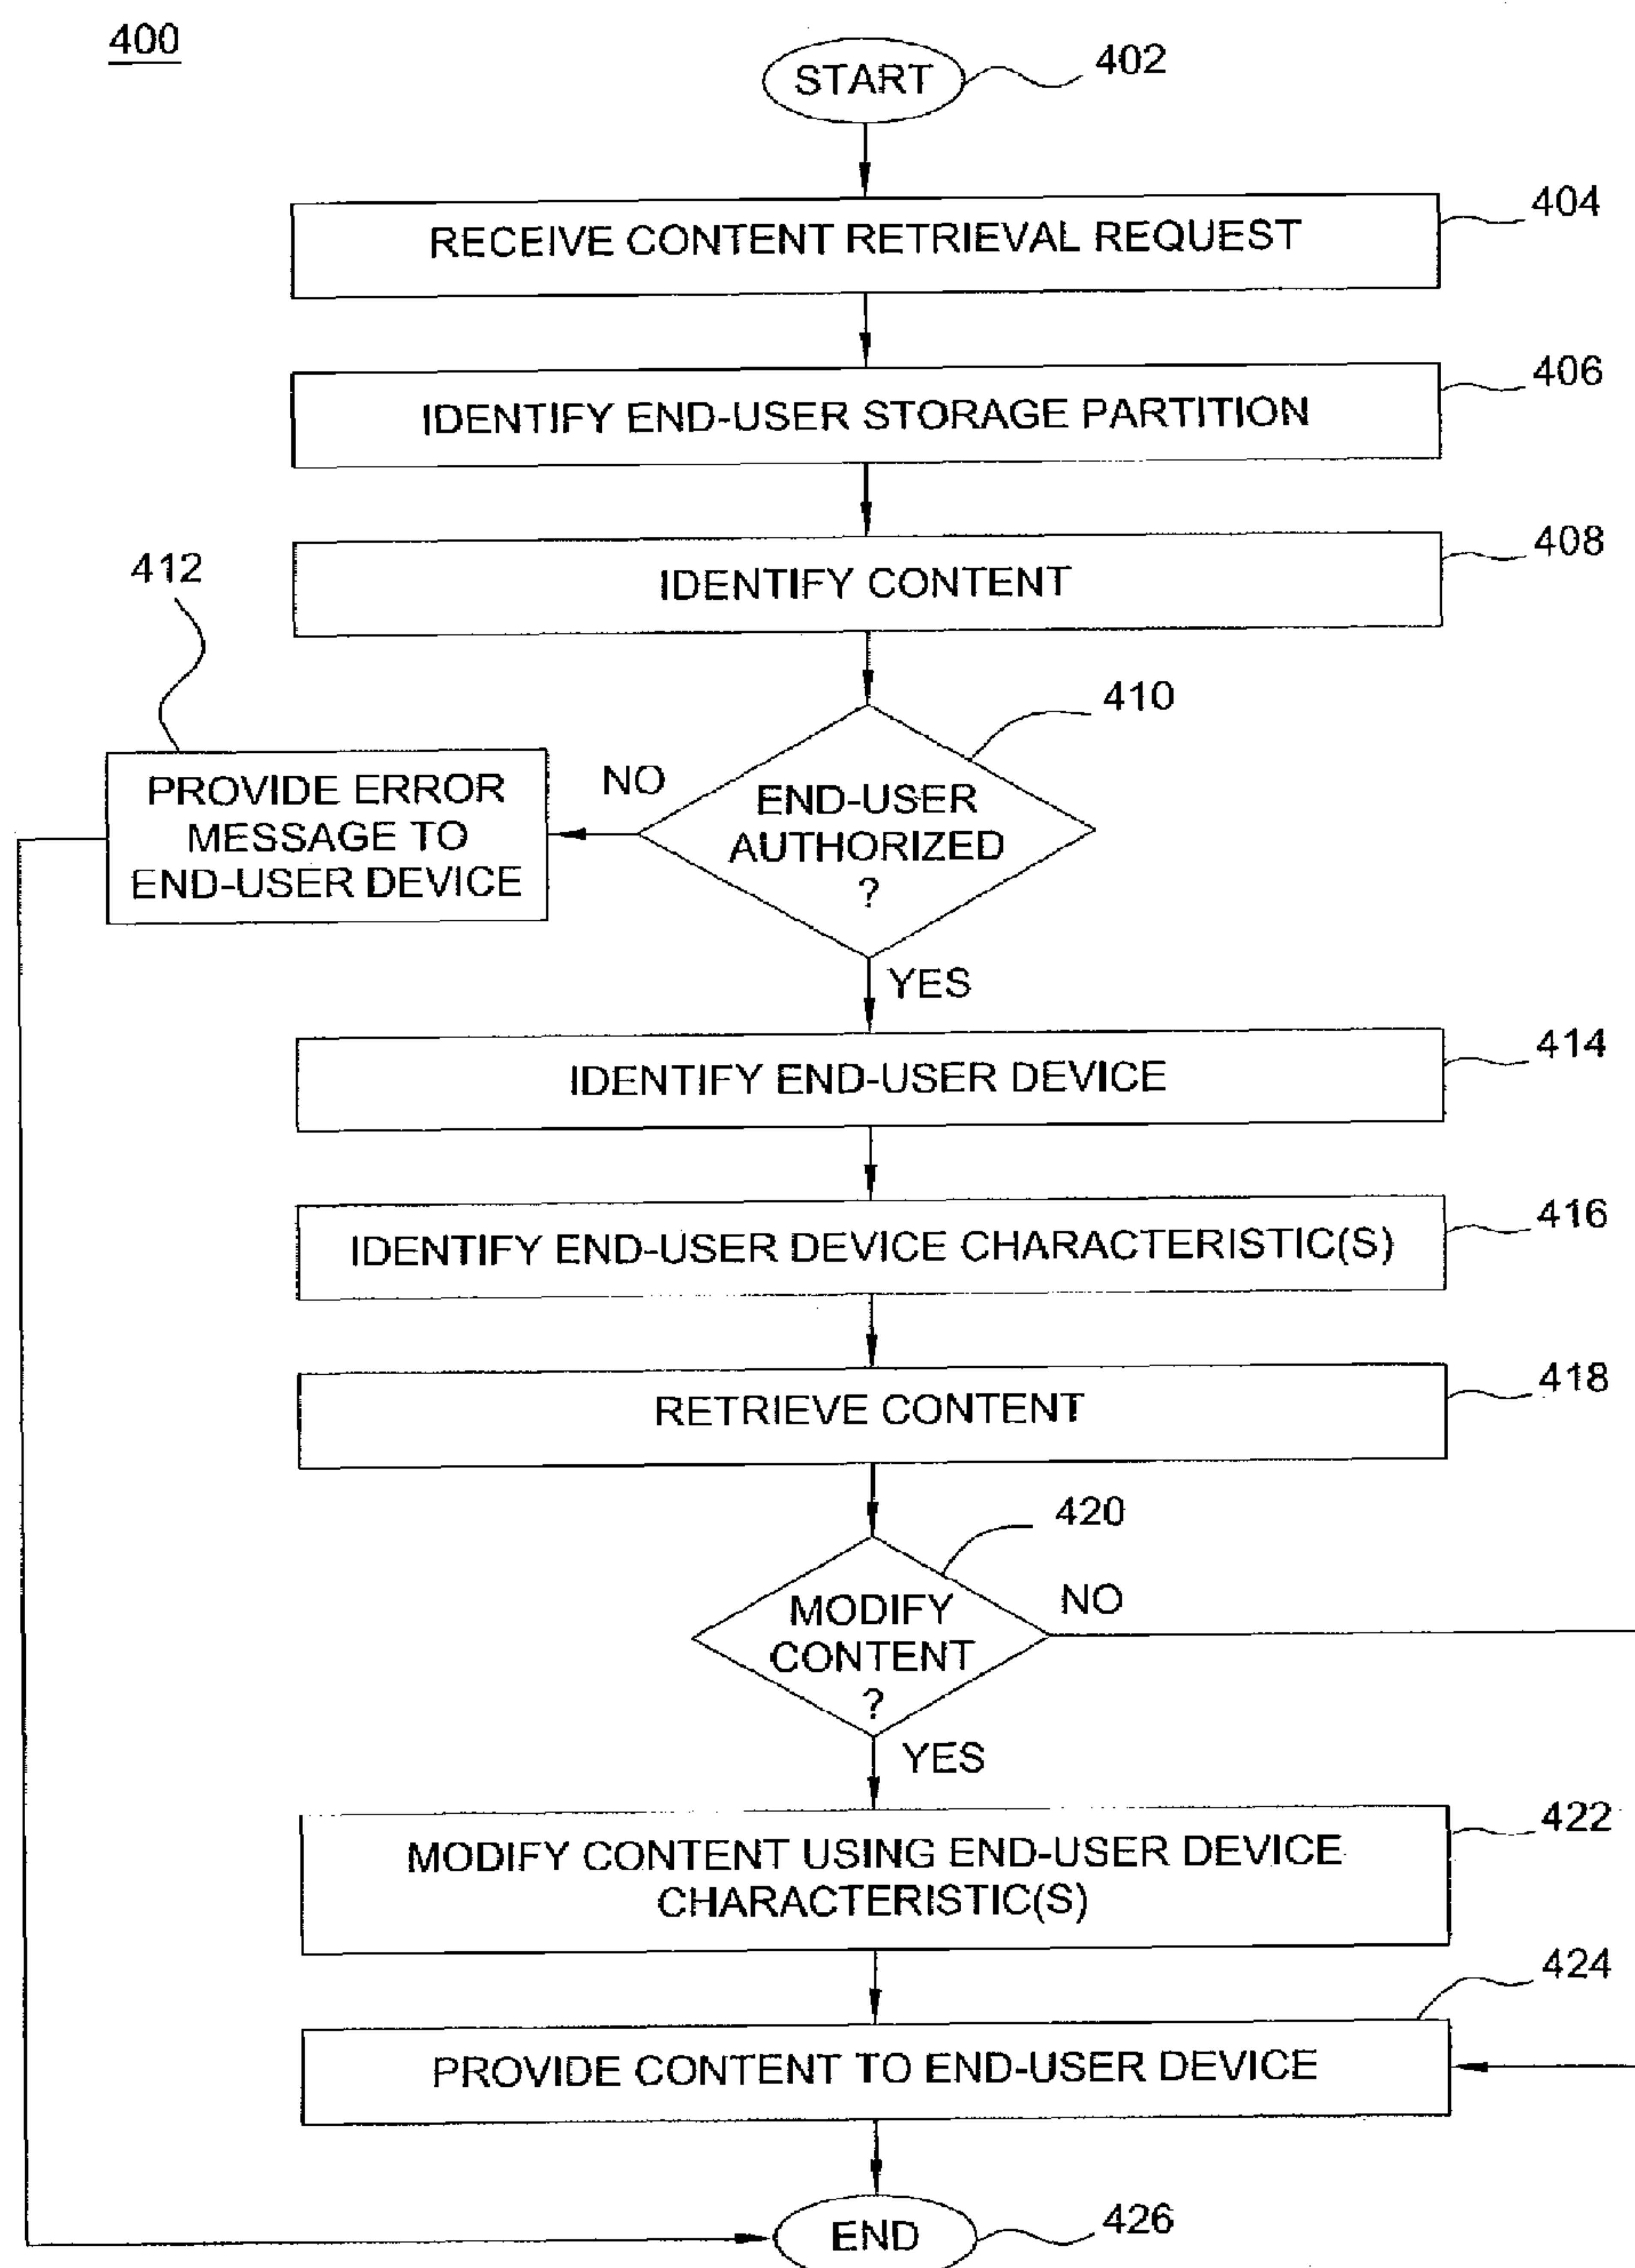 400
START
402
RECEIVE CONTENT RETRIEVAL REQUEST
404
IDENTIFY END-USER STORAGE PARTITION
406
IDENTIFY CONTENT
408
412
410
PROVIDE ERROR
MESSAGE TO
END-USER DEVICE
NO
END-USER
AUTHORIZED
?
YES
IDENTIFY END-USER DEVICE
414
IDENTIFY END-USER DEVICE CHARACTERISTIC(S)
416
RETRIEVE CONTENT
418
420
MODIFY
CONTENT
?
NO
YES
MODIFY CONTENT USING END-USER DEVICE
CHARACTERISTIC(S)
422
424
PROVIDE CONTENT TO END-USER DEVICE
END
426